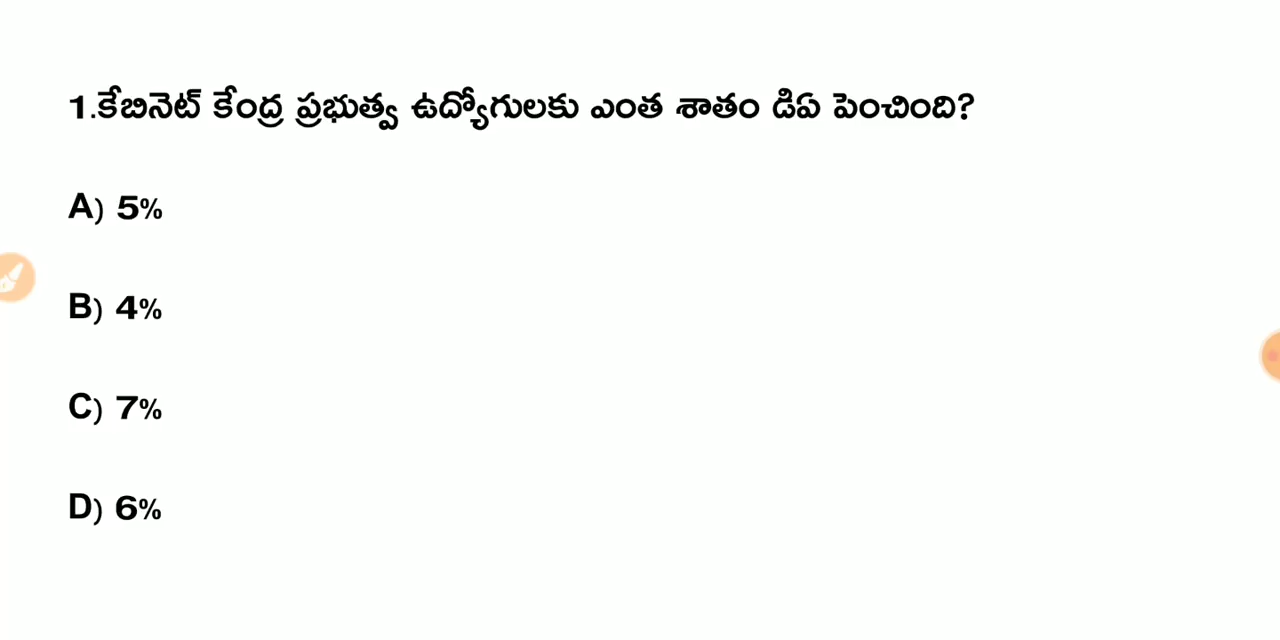 1.కేబినెట్ కేంద్ర ప్రభుత్వ ఉద్యోగులకు ఎంత శాతం డిఏ పెంచింది?
A) 5%
B) 4%
C) 7%
D) 6%